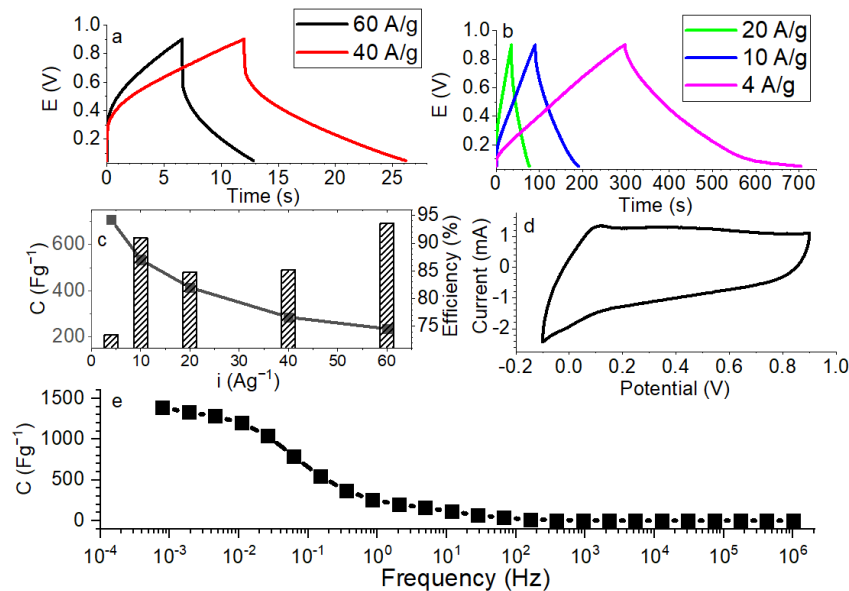 a
60 A/g
40 A/g
E (V)
1.0
0.8
0.6
0.4
0.2
0 5 10 15 20 25
Time (s)
b
20 A/g
10 A/g
4 A/g
E (V)
1.0
0.8
0.6
0.4
0.2
0 100 200 300 400 500 600 700
Time (s)
c
C (Fg⁻¹)
600
400
200
95
90
85
80
75
Efficiency (%)
0 10 20 30 40 50 60
i (Ag⁻¹)
d
Current (mA)
1
0
-1
-2
-0.2 0.0 0.2 0.4 0.6 0.8 1.0
Potential (V)
e
C (Fg⁻¹)
1500
1000
500
0
10⁻⁴ 10⁻³ 10⁻² 10⁻¹ 10⁰ 10¹ 10² 10³ 10⁴ 10⁵ 10⁶
Frequency (Hz)